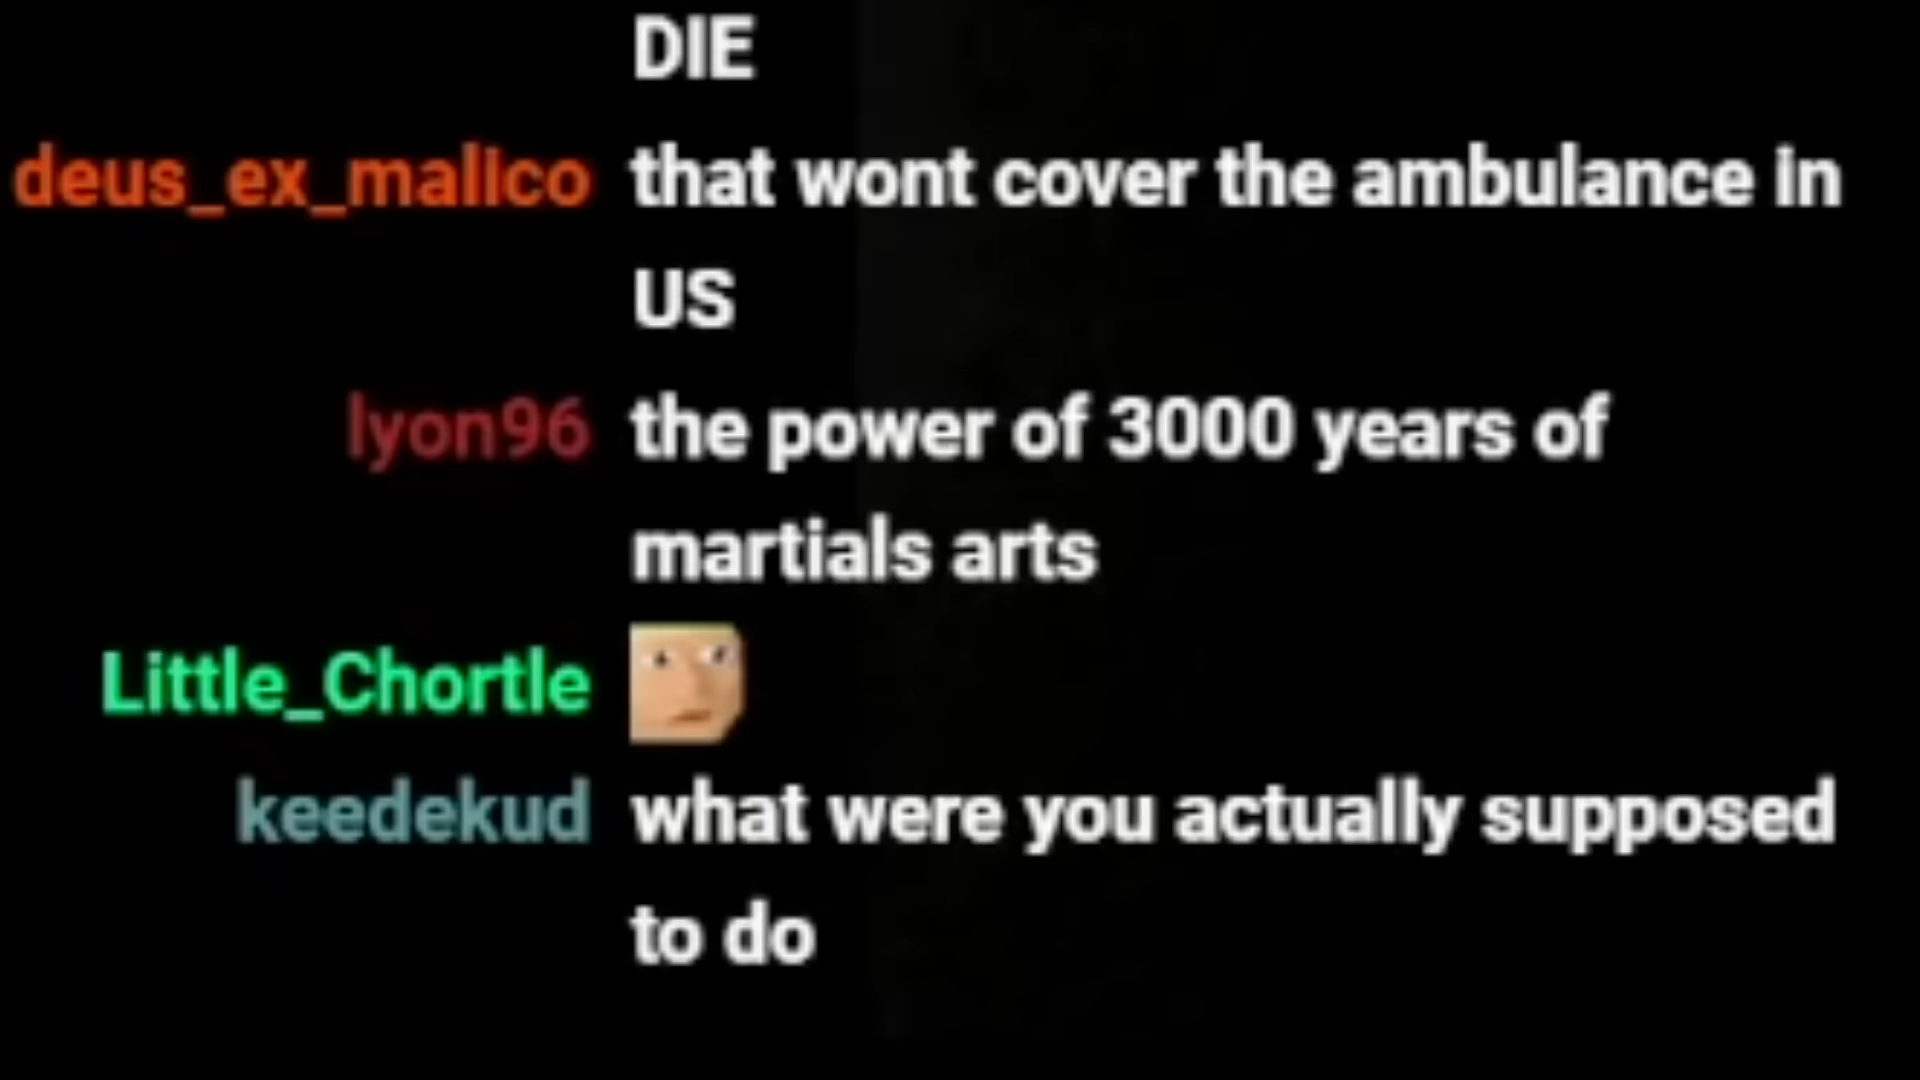 DIE
deus_ex_malico that wont cover the ambulance in
US
lyon96 the power of 3000 years of
martials arts
Little_Chortle
keedekud what were you actually supposed
to do